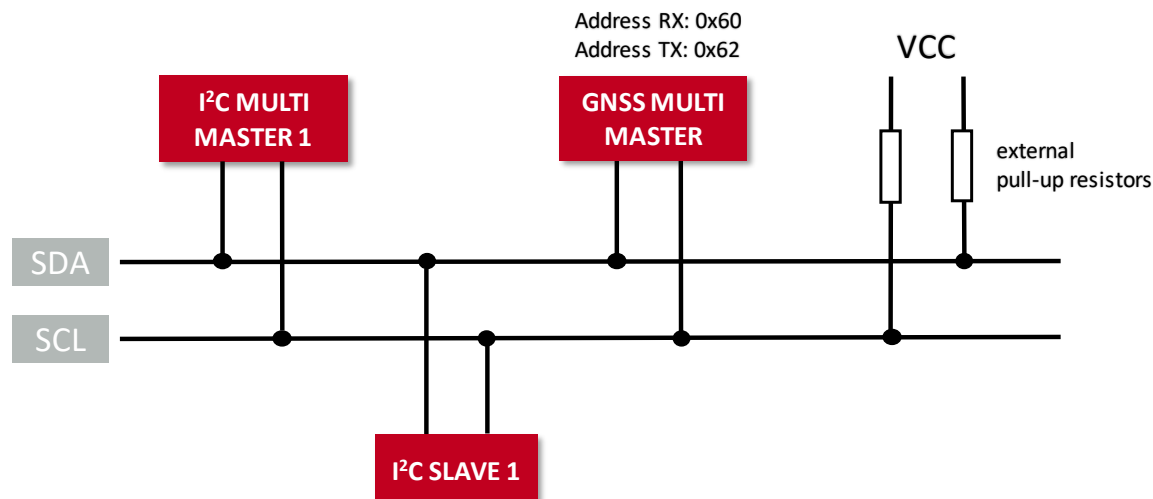 Address RX: 0x60
Address TX: 0x62
VCC
I²C MULTI
MASTER 1
GNSS MULTI
MASTER
external
pull-up resistors
SDA
SCL
I²C SLAVE 1